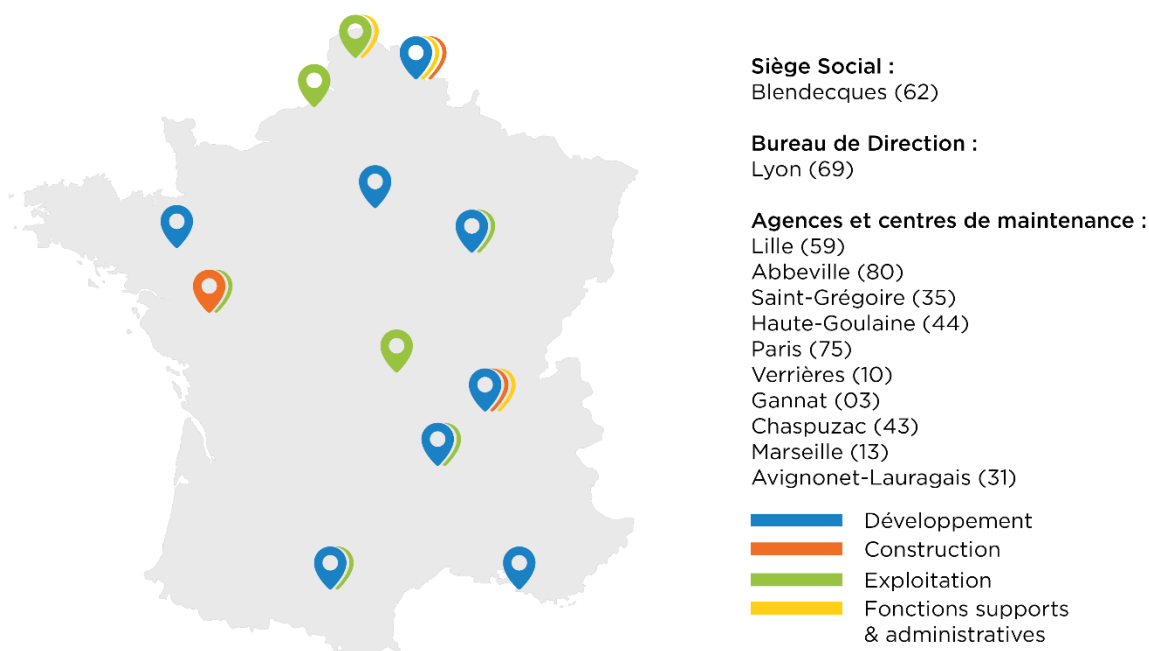 Siège Social :
Blendecques (62)
Bureau de Direction :
Lyon (69)
Agences et centres de maintenance :
Lille (59)
Abbeville (80)
Saint-Grégoire (35)
Haute-Goulaine (44)
Paris (75)
Verrières (10)
Gannat (03)
Chaspuzac (43)
Marseille (13)
Avignonet-Lauragais (31)
Développement
Construction
Exploitation
Fonctions supports
& administratives